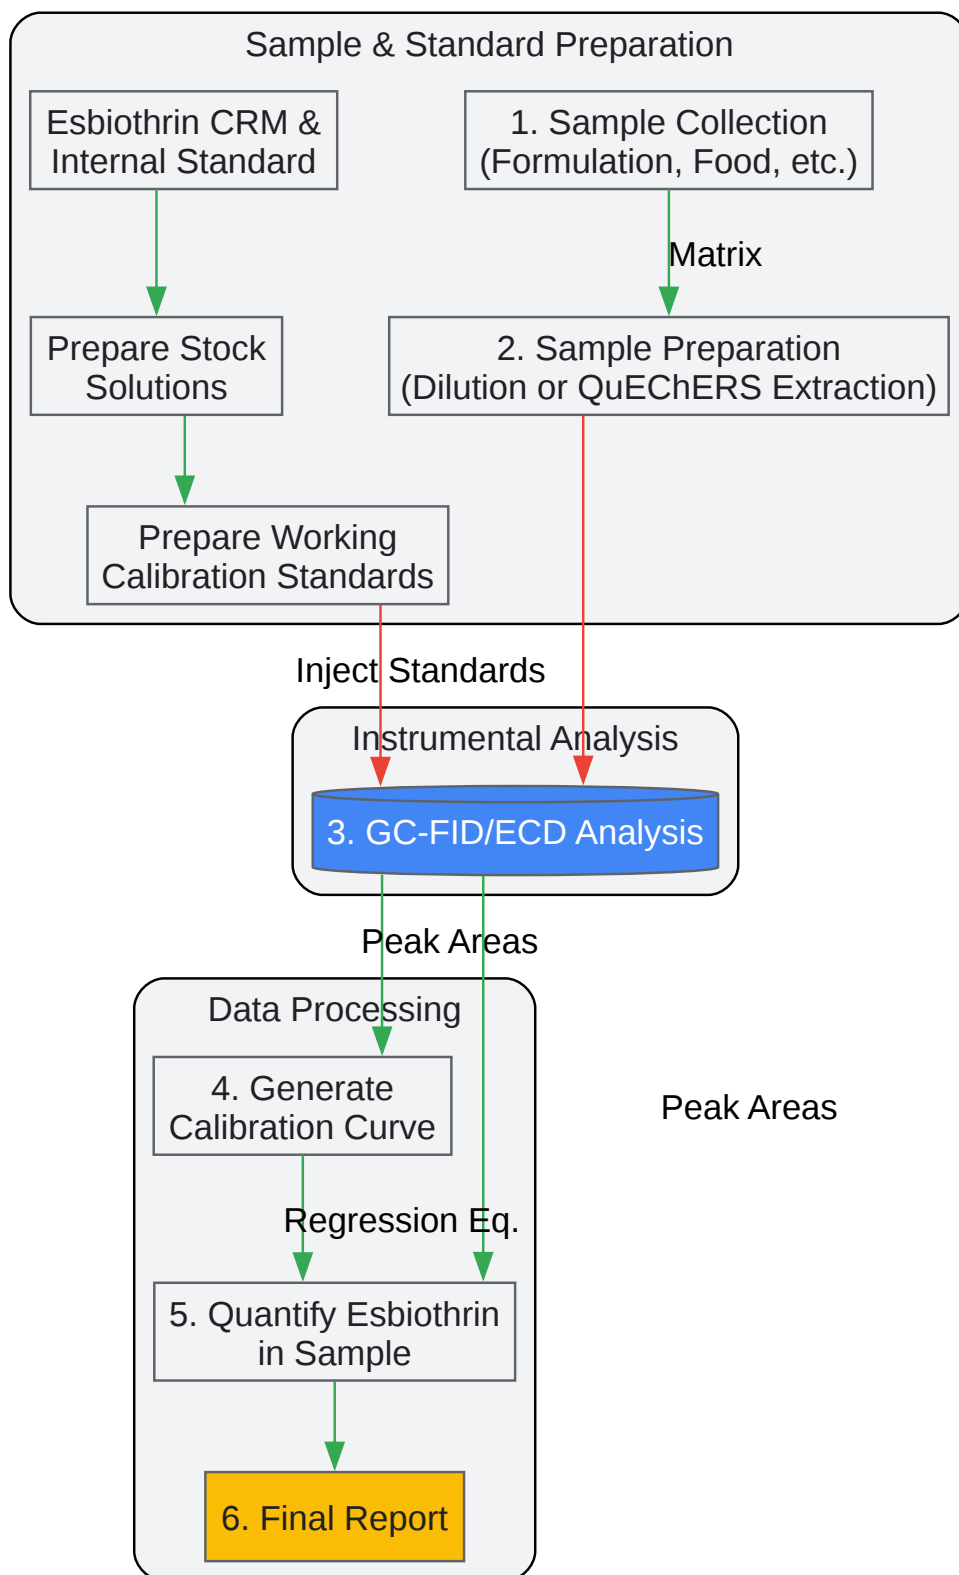 Sample & Standard Preparation
Esbiothrin CRM &
Internal Standard
1. Sample Collection
(Formulation, Food, etc.)
Matrix
Prepare Stock
Solutions
2. Sample Preparation
(Dilution or QuEChERS Extraction)
Prepare Working
Calibration Standards
Inject Standards
Instrumental Analysis
3. GC-FID/ECD Analysis
Peak Areas
Data Processing
4. Generate
Calibration Curve
Peak Areas
Regression Eq.
5. Quantify Esbiothrin
in Sample
6. Final Report